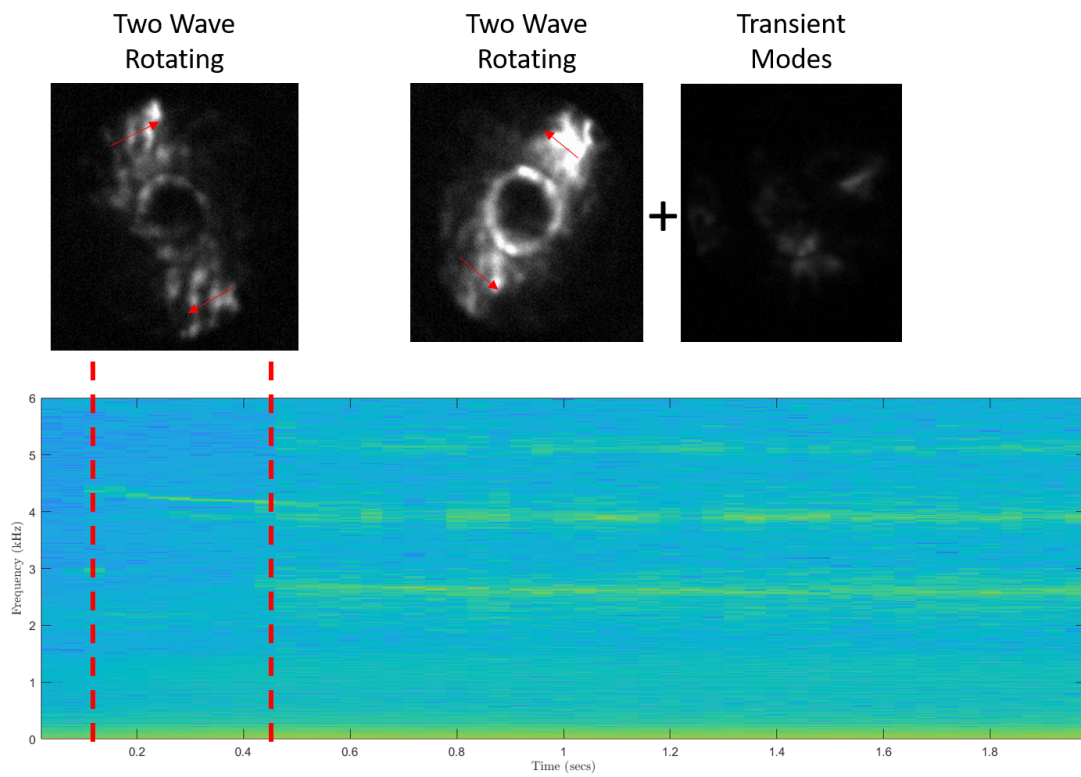 Two Wave
Rotating
Two Wave
Rotating
Transient
Modes
+
6
5
4
3
2
1
0
Frequency (kHz)
0.2
0.4
0.6
0.8
1
1.2
1.4
1.6
1.8
Time (secs)